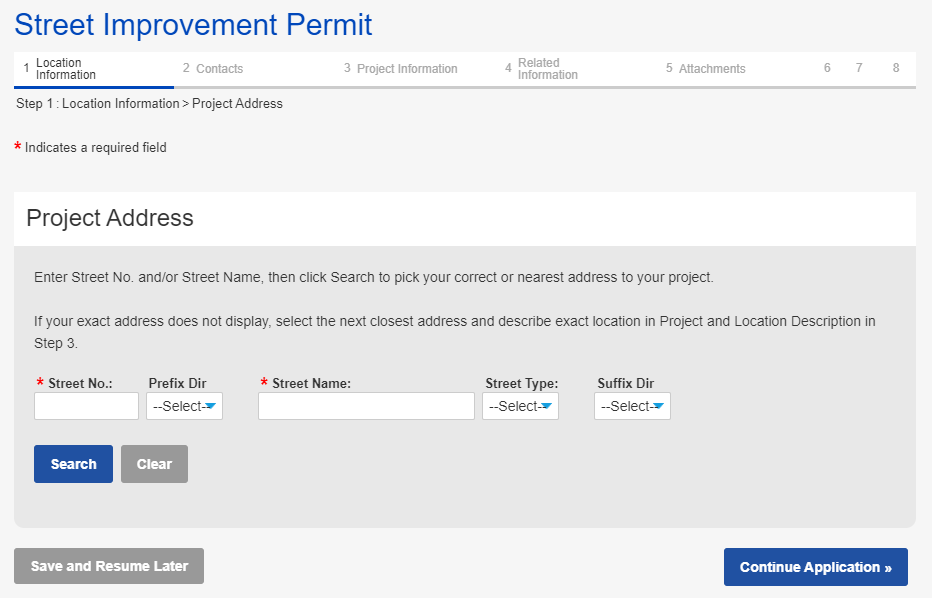 Street Improvement Permit
1 Location Information
2 Contacts
3 Project Information
4 Related Information
5 Attachments
6
7
8
Step 1 : Location Information > Project Address
* Indicates a required field
Project Address
Enter Street No. and/or Street Name, then click Search to pick your correct or nearest address to your project.
If your exact address does not display, select the next closest address and describe exact location in Project and Location Description in
Step 3.
* Street No.: Prefix Dir * Street Name: Street Type: Suffix Dir
--Select-- --Select-- --Select--
Search Clear
Save and Resume Later Continue Application »